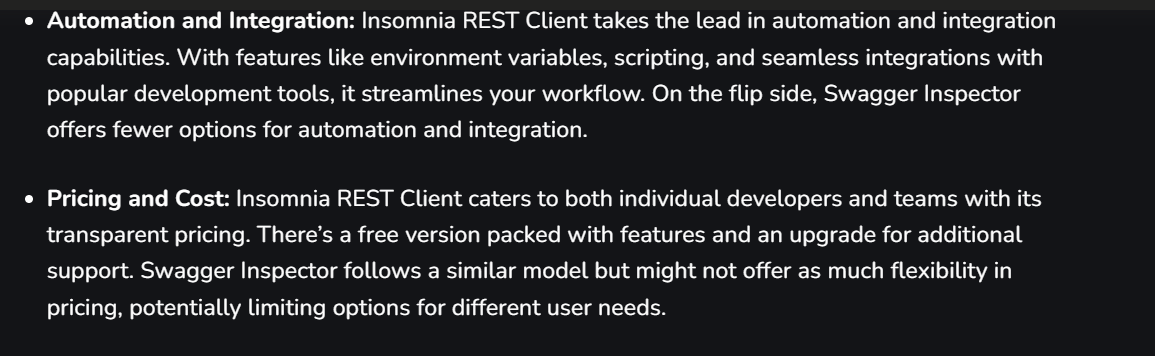 • Automation and Integration: Insomnia REST Client takes the lead in automation and integration
capabilities. With features like environment variables, scripting, and seamless integrations with
popular development tools, it streamlines your workflow. On the flip side, Swagger Inspector
offers fewer options for automation and integration.
• Pricing and Cost: Insomnia REST Client caters to both individual developers and teams with its
transparent pricing. There’s a free version packed with features and an upgrade for additional
support. Swagger Inspector follows a similar model but might not offer as much flexibility in
pricing, potentially limiting options for different user needs.